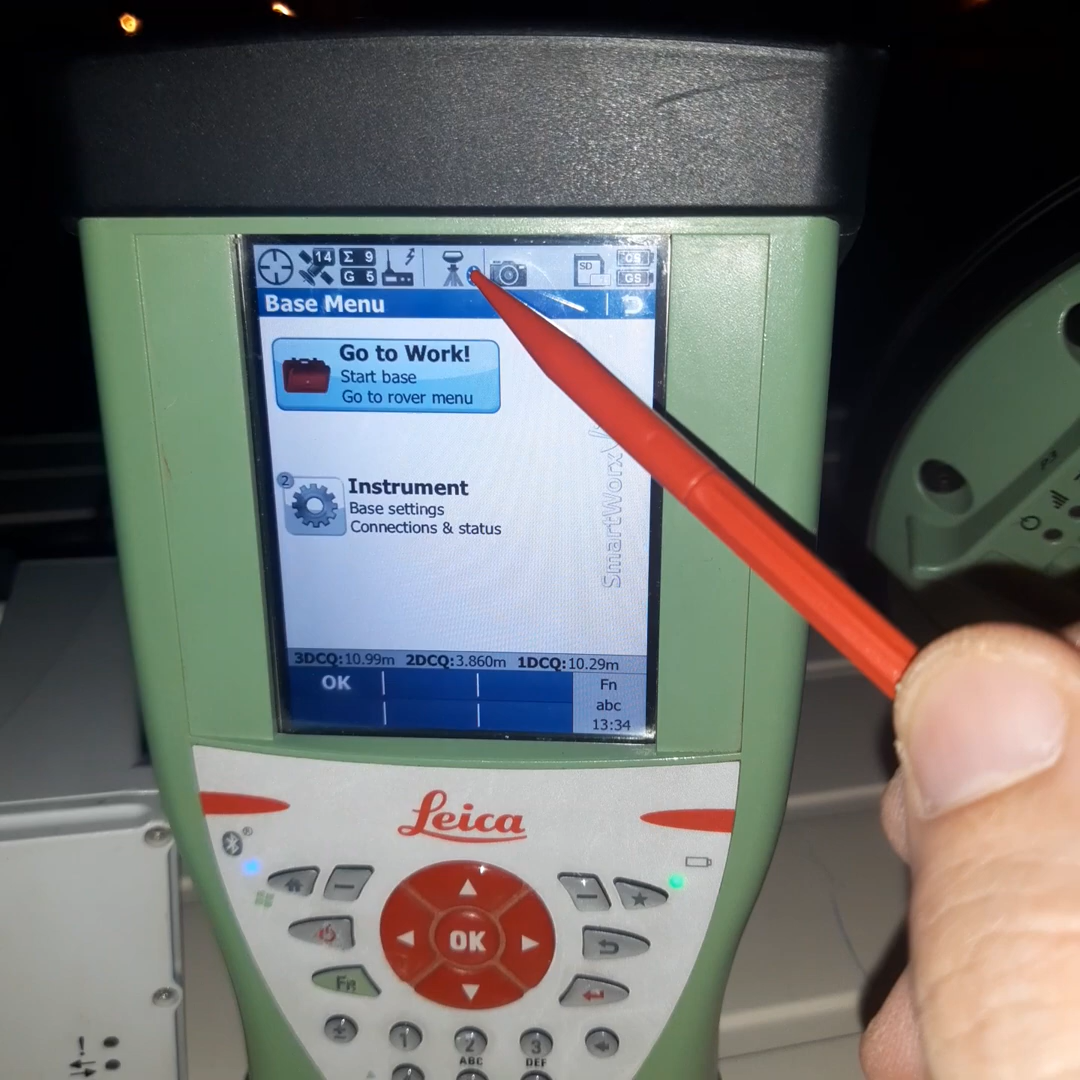 14 Σ 9 CS
G 5 SD GS
Base Menu
Go to Work!
Start base
Go to rover menu
2
Instrument
Base settings
Connections & status
3DCQ:10.99m 2DCQ:3.860m 1DCQ:10.29m
OK
Fn
abc
13:34
Leica
®
OK
Fn
±
1
2
3
ABC
DEF